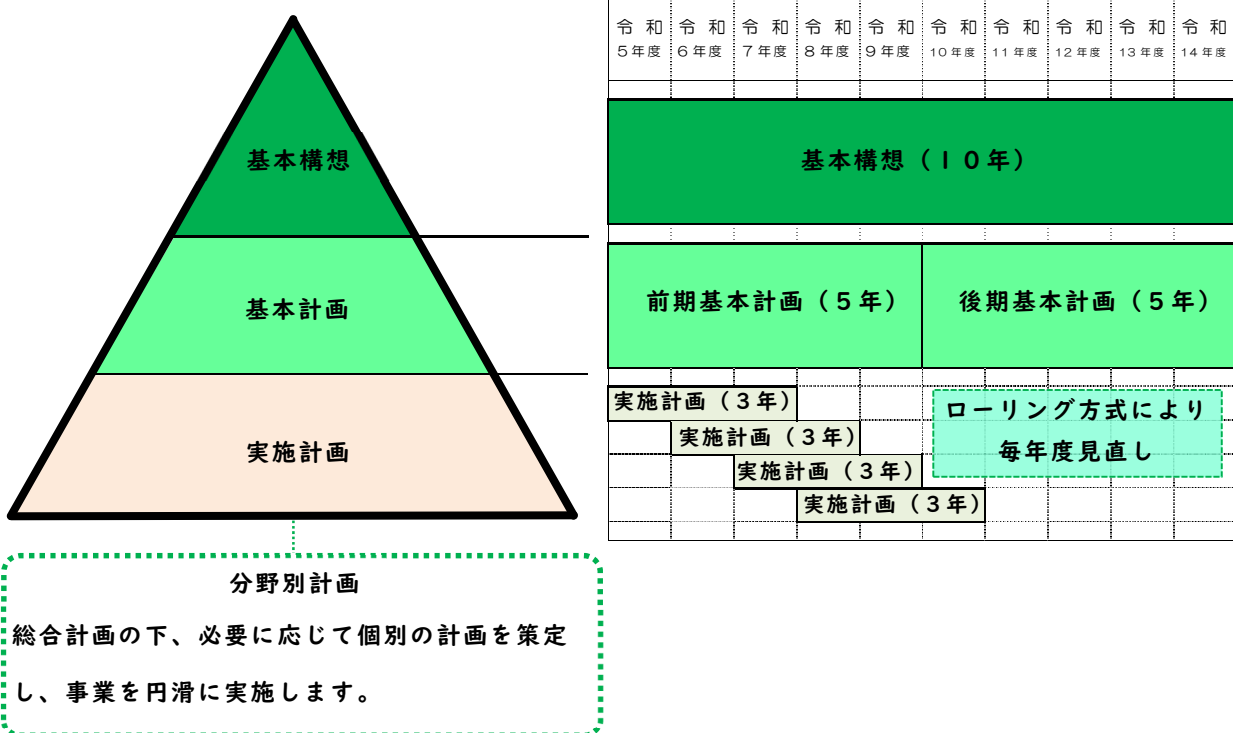 基本構想
基本計画
実施計画
分野別計画
総合計画の下、必要に応じて個別の計画を策定
し、事業を円滑に実施します。
令和 令和 令和 令和 令和 令和 令和 令和 令和 令和
5年度 6年度 7年度 8年度 9年度 10年度 11年度 12年度 13年度 14年度
基本構想（１０年）
前期基本計画（５年） 後期基本計画（５年）
実施計画（３年）
実施計画（３年）
実施計画（３年）
実施計画（３年）
ローリング方式により
毎年度見直し